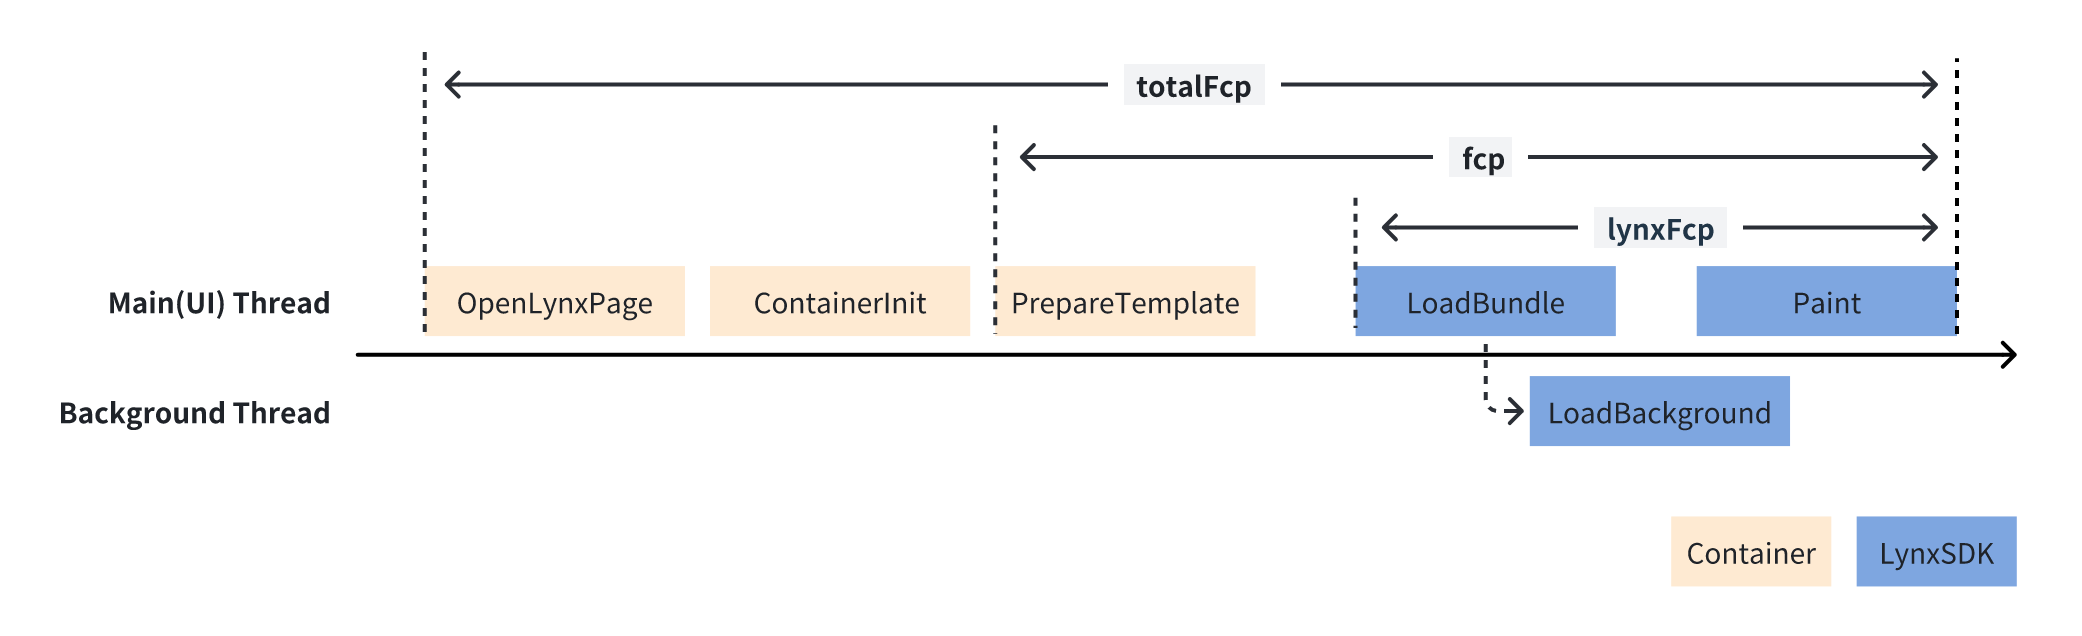 totalFcp
fcp
lynxFcp
Main(UI) Thread
OpenLynxPage
ContainerInit
PrepareTemplate
LoadBundle
Paint
Background Thread
LoadBackground
Container
LynxSDK